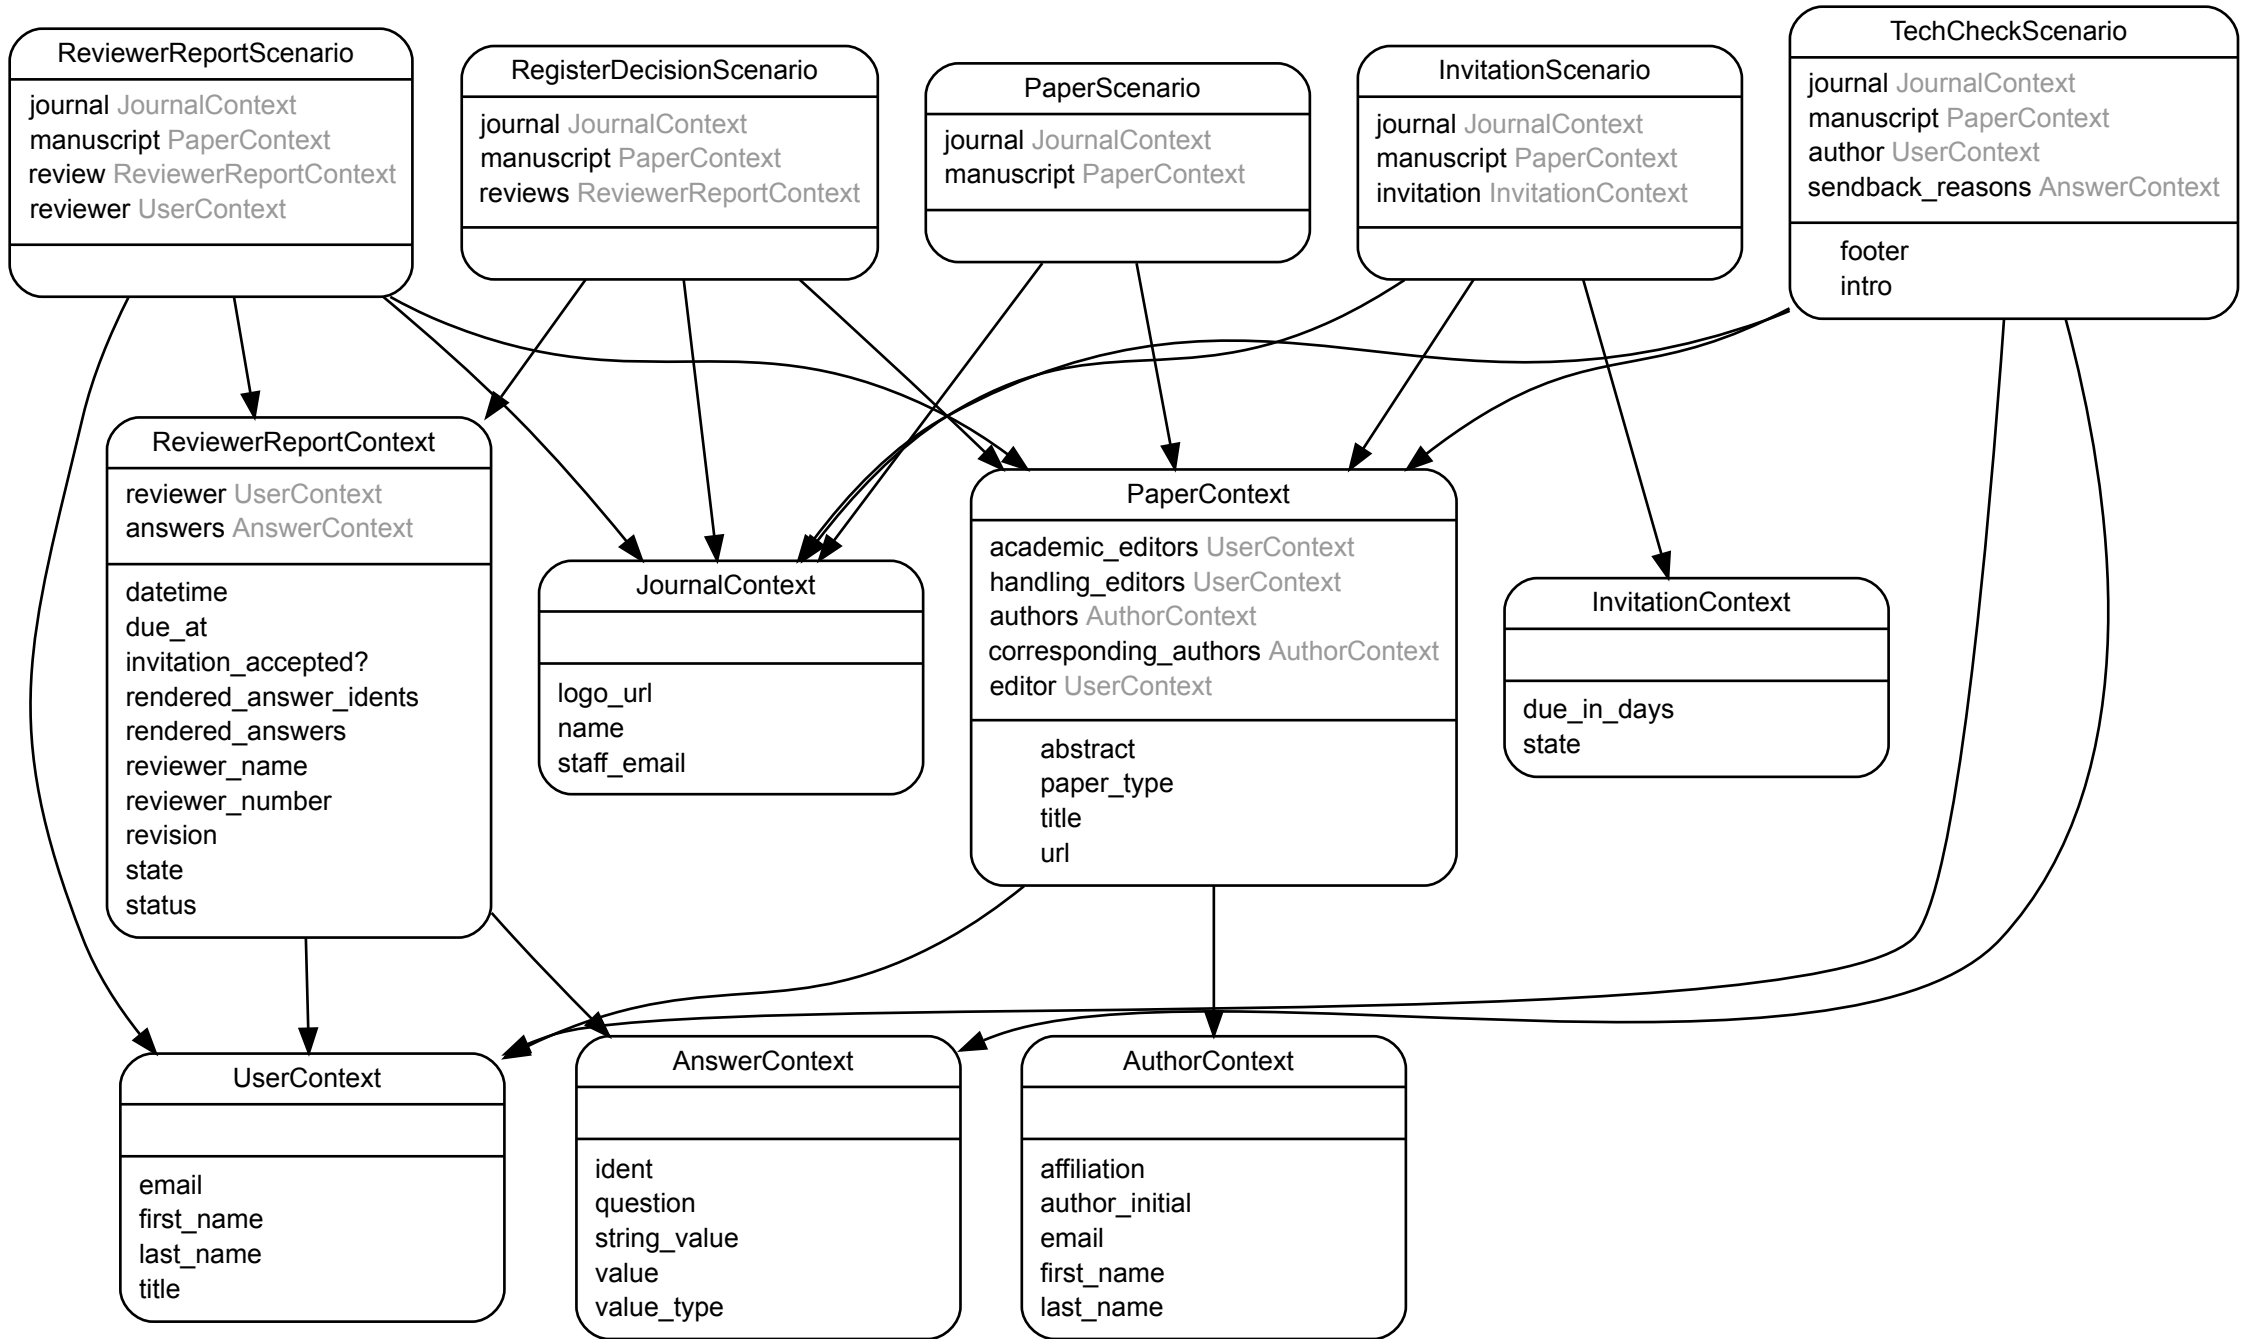 ReviewerReportScenario
journal JournalContext
manuscript PaperContext
review ReviewerReportContext
reviewer UserContext
RegisterDecisionScenario
journal JournalContext
manuscript PaperContext
reviews ReviewerReportContext
PaperScenario
journal JournalContext
manuscript PaperContext
InvitationScenario
journal JournalContext
manuscript PaperContext
invitation InvitationContext
TechCheckScenario
journal JournalContext
manuscript PaperContext
author UserContext
sendback_reasons AnswerContext
footer
intro
ReviewerReportContext
reviewer UserContext
answers AnswerContext
datetime
due_at
invitation_accepted?
rendered_answer_idents
rendered_answers
reviewer_name
reviewer_number
revision
state
status
JournalContext
logo_url
name
staff_email
PaperContext
academic_editors UserContext
handling_editors UserContext
authors AuthorContext
corresponding_authors AuthorContext
editor UserContext
abstract
paper_type
title
url
InvitationContext
due_in_days
state
UserContext
email
first_name
last_name
title
AnswerContext
ident
question
string_value
value
value_type
AuthorContext
affiliation
author_initial
email
first_name
last_name